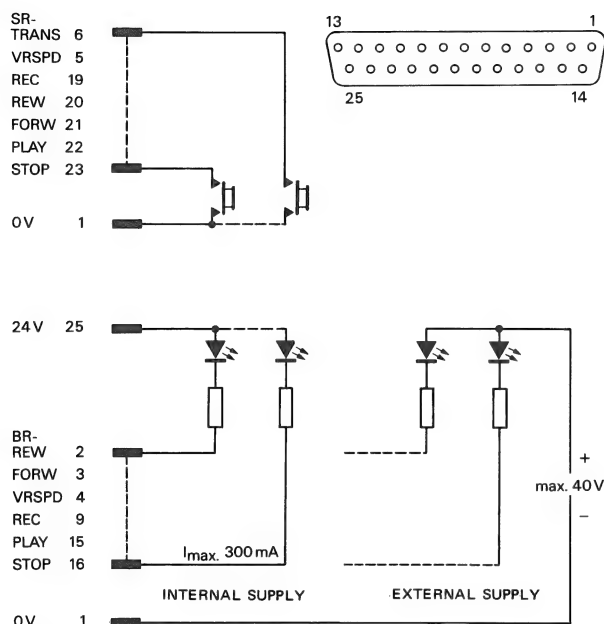 SR-
TRANS 6
VRSPD 5
REC 19
REW 20
FORW 21
PLAY 22
STOP 23
0V 1
13 1
25 14
24V 25
BR-
REW 2
FORW 3
VRSPD 4
REC 9
PLAY 15
STOP 16
0V 1
Imax. 300mA
INTERNAL SUPPLY
+
max. 40V
–
EXTERNAL SUPPLY